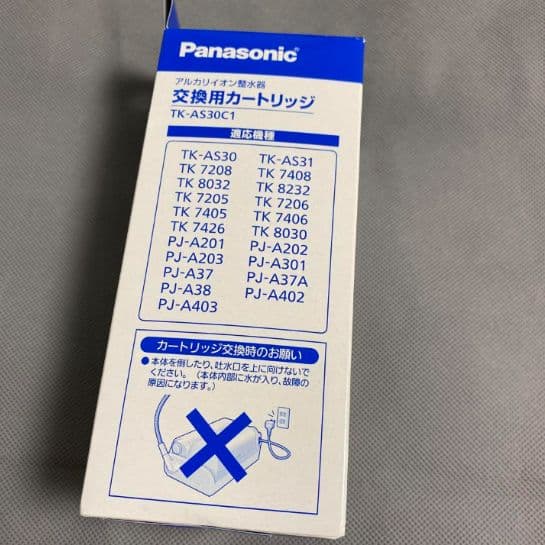 Panasonic
アルカリイオン整水器
交換用カートリッジ
TK-AS30C1
適応機種
TK-AS30 TK-AS31
TK 7208 TK 7408
TK 8032 TK 8232
TK 7205 TK 7206
TK 7405 TK 7406
TK 7426 TK 8030
PJ-A201 PJ-A202
PJ-A203 PJ-A301
PJ-A37 PJ-A37A
PJ-A38 PJ-A402
PJ-A403
カートリッジ交換時のお願い
●本体を倒したり、吐水口を上に向けないで
ください。(本体内部に水が入り、故障の
原因になります。)